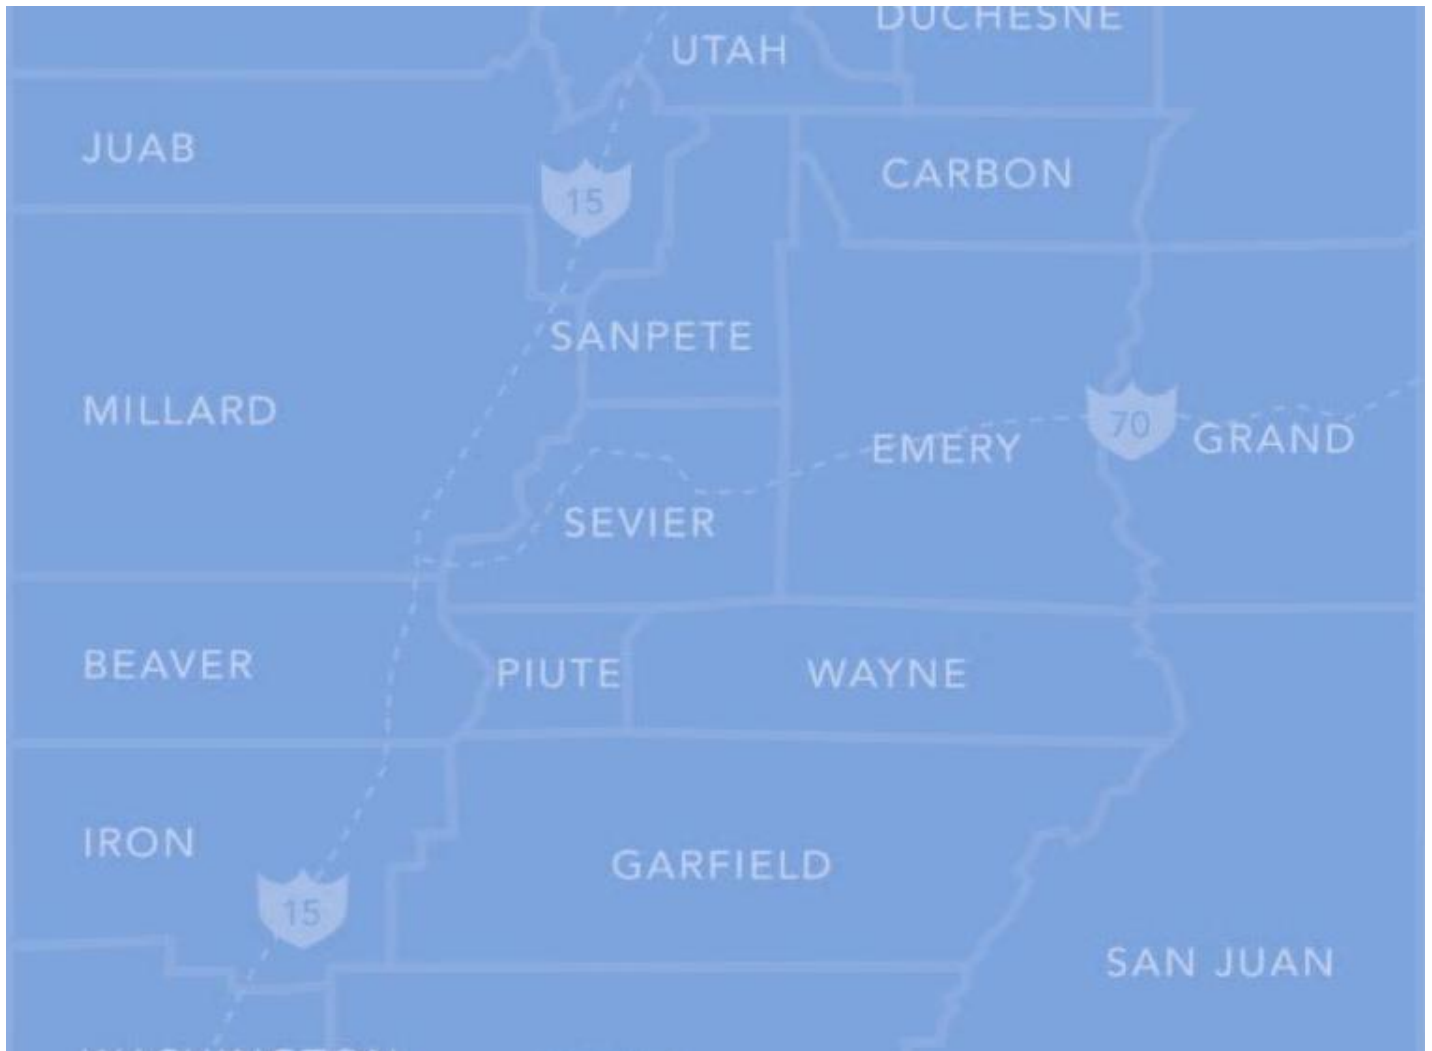 DUCHESNE
UTAH
JUAB
15
CARBON
SANPETE
MILLARD
70
EMERY
GRAND
SEVIER
BEAVER
PIUTE
WAYNE
IRON
GARFIELD
15
SAN JUAN